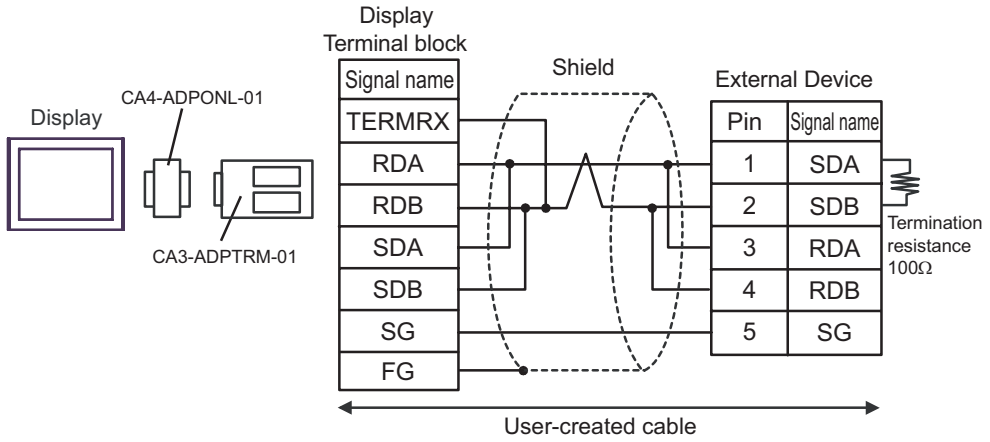 Display
Terminal block
Shield
External Device
CA4-ADPONL-01
Display
CA3-ADPTRM-01
Signal name
TERMRX
RDA
RDB
SDA
SDB
SG
FG
Pin Signal name
1 SDA
2 SDB
3 RDA
4 RDB
5 SG
Termination
resistance
100Ω
User-created cable